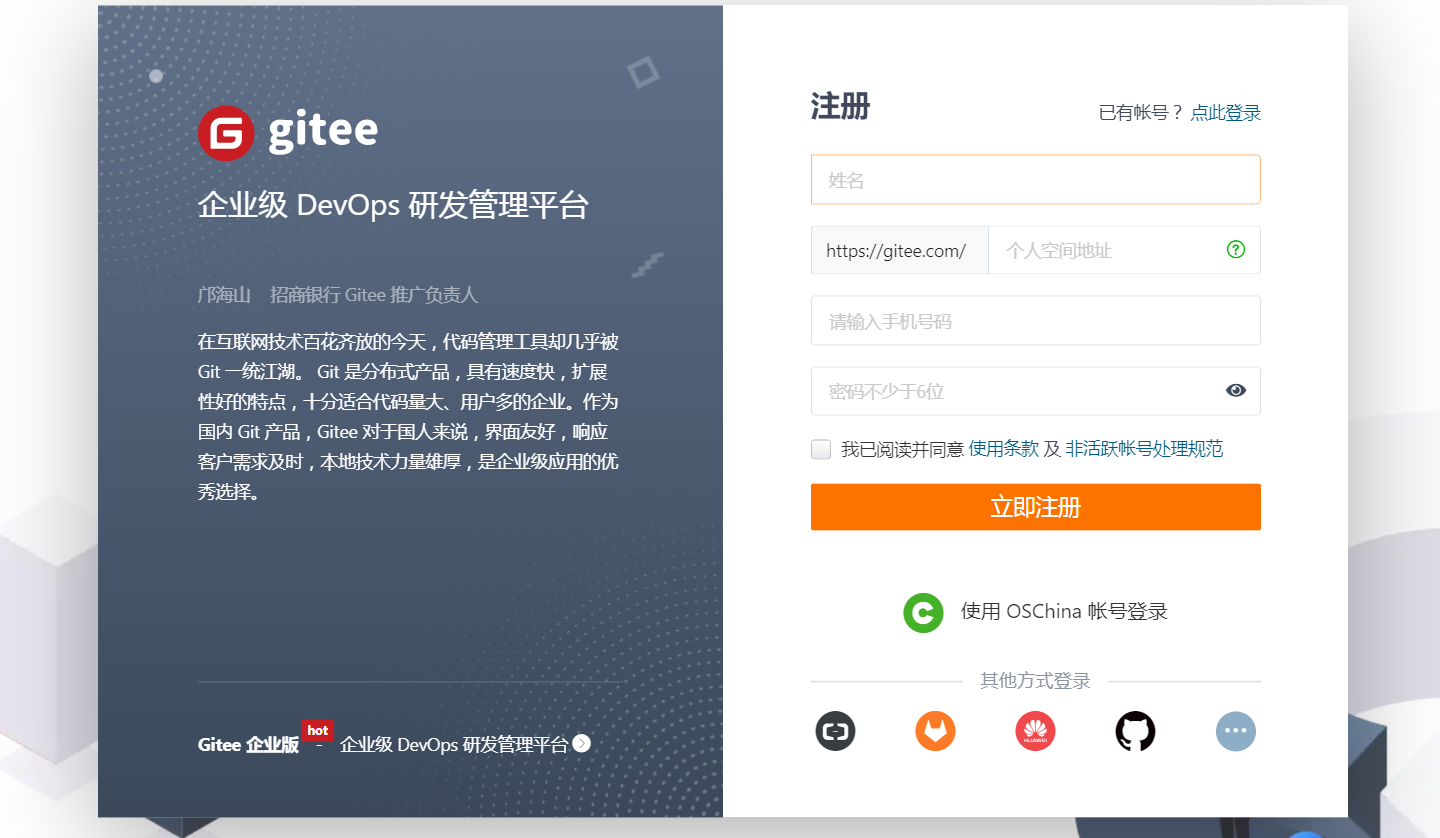 gitee
企业级 DevOps 研发管理平台
邝海山 招商银行 Gitee 推广负责人
在互联网技术百花齐放的今天，代码管理工具却几乎被
Git 一统江湖。 Git 是分布式产品，具有速度快，扩展
性好的特点，十分适合代码量大、用户多的企业。作为
国内 Git 产品，Gitee 对于国人来说，界面友好，响应
客户需求及时，本地技术力量雄厚，是企业级应用的优
秀选择。
Gitee 企业版 hot - 企业级 DevOps 研发管理平台
注册
已有帐号？ 点此登录
姓名
https://gitee.com/ 个人空间地址
请输入手机号码
密码不少于6位
我已阅读并同意 使用条款 及 非活跃帐号处理规范
立即注册
使用 OSChina 帐号登录
其他方式登录
HUAWEI